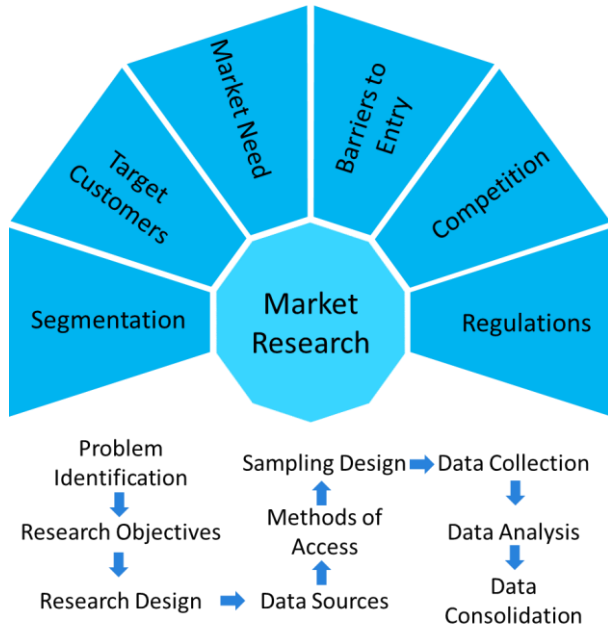 Segmentation
Target
Customers
Market Need
Barriers to
Entry
Competition
Regulations
Market
Research
Problem
Identification
Research Objectives
Research Design
Data Sources
Methods of
Access
Sampling Design
Data Collection
Data Analysis
Data
Consolidation